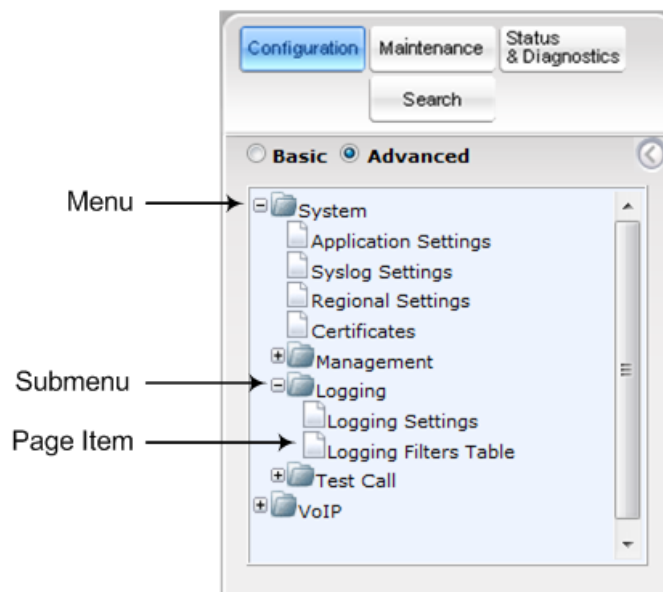 Configuration
Maintenance
Status
& Diagnostics
Search
Basic
Advanced
Menu
System
Application Settings
Syslog Settings
Regional Settings
Certificates
Management
Submenu
Logging
Logging Settings
Page Item
Logging Filters Table
Test Call
VoIP